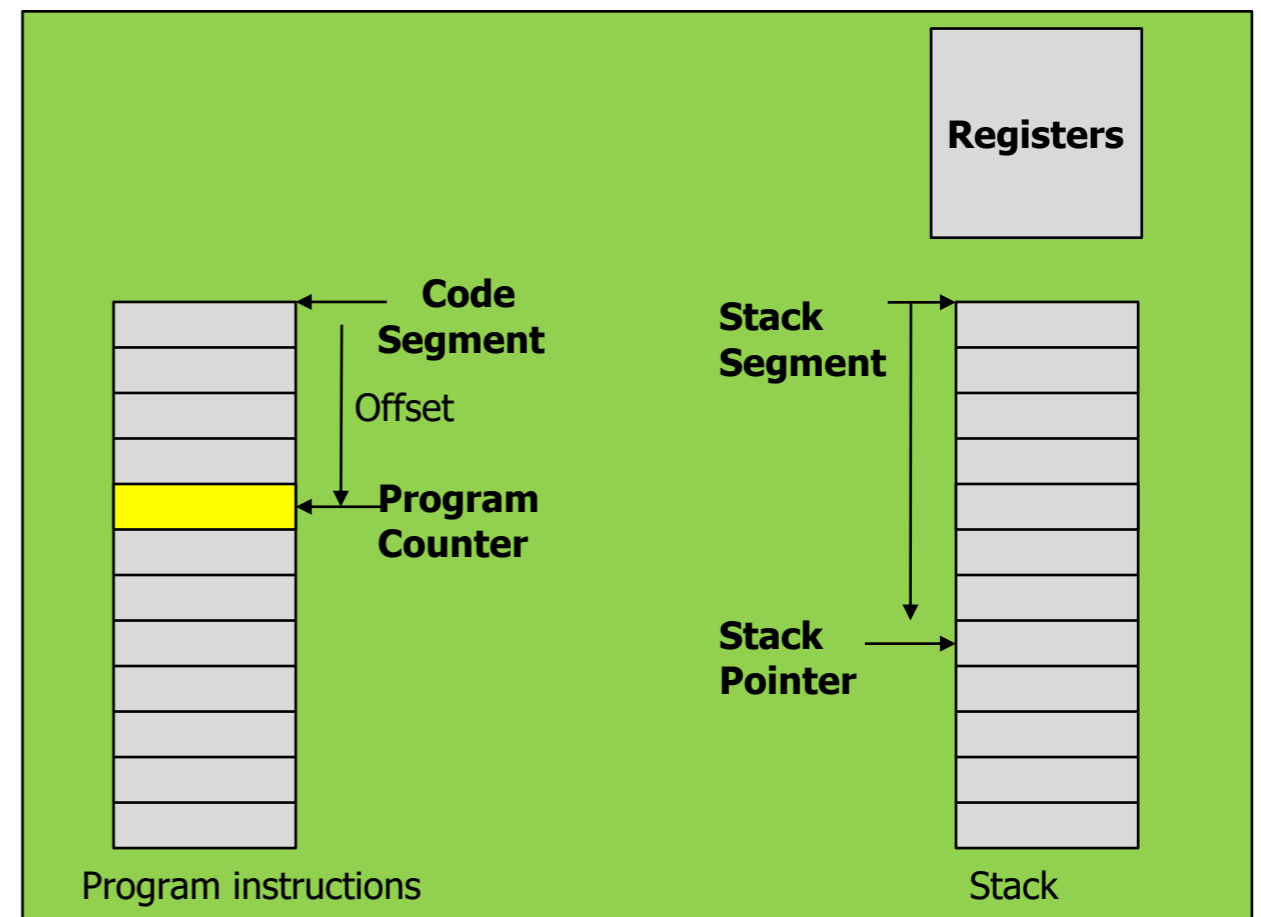 Registers
Code
Segment
Offset
Program
Counter
Program instructions
Stack
Segment
Stack
Pointer
Stack